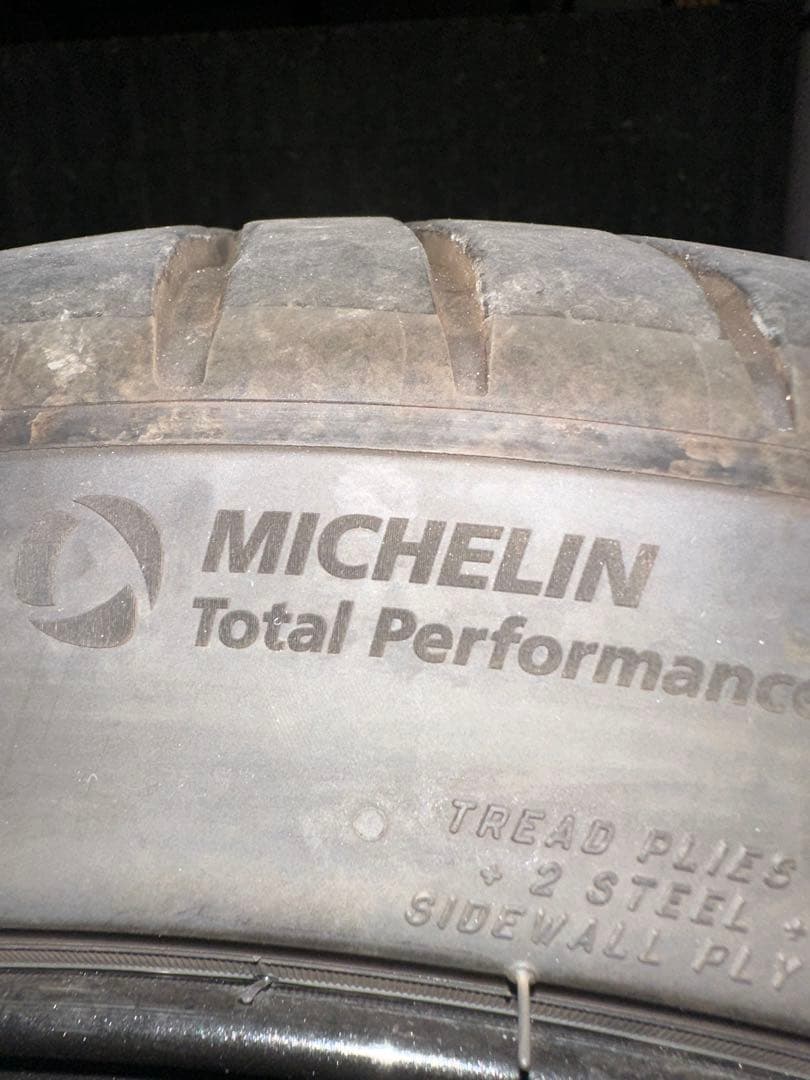 MICHELIN
Total Performance
TREAD PLIES
+ 2 STEEL +
SIDEWALL PLY